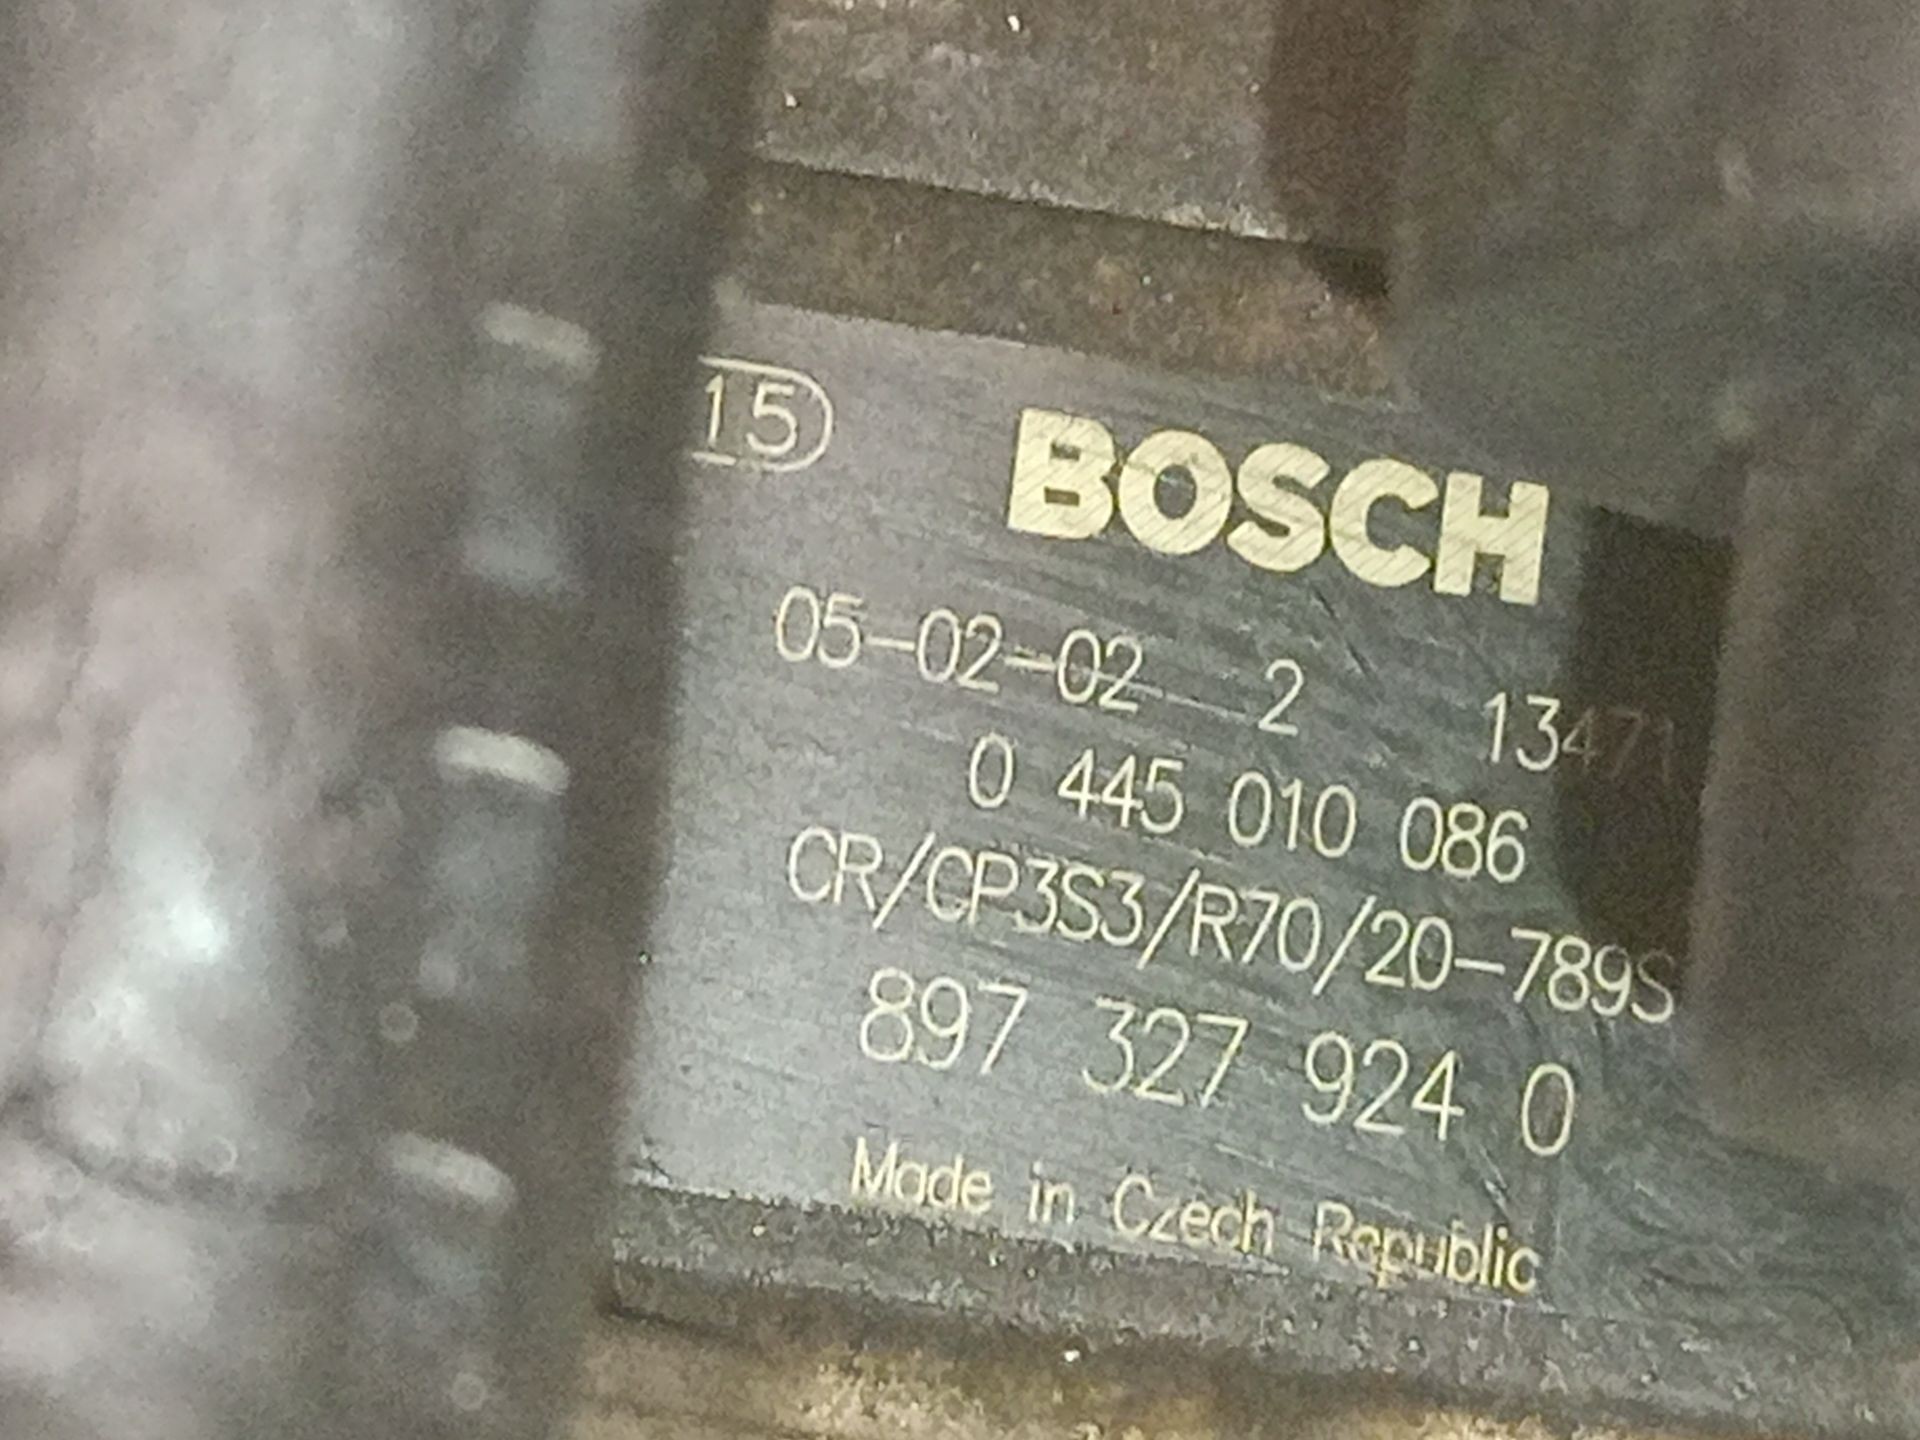 15
BOSCH
05-02-02 2 13471
0 445 010 086
CR/CP3S3/R70/20-789S
897 327 924 0
Made in Czech Republic